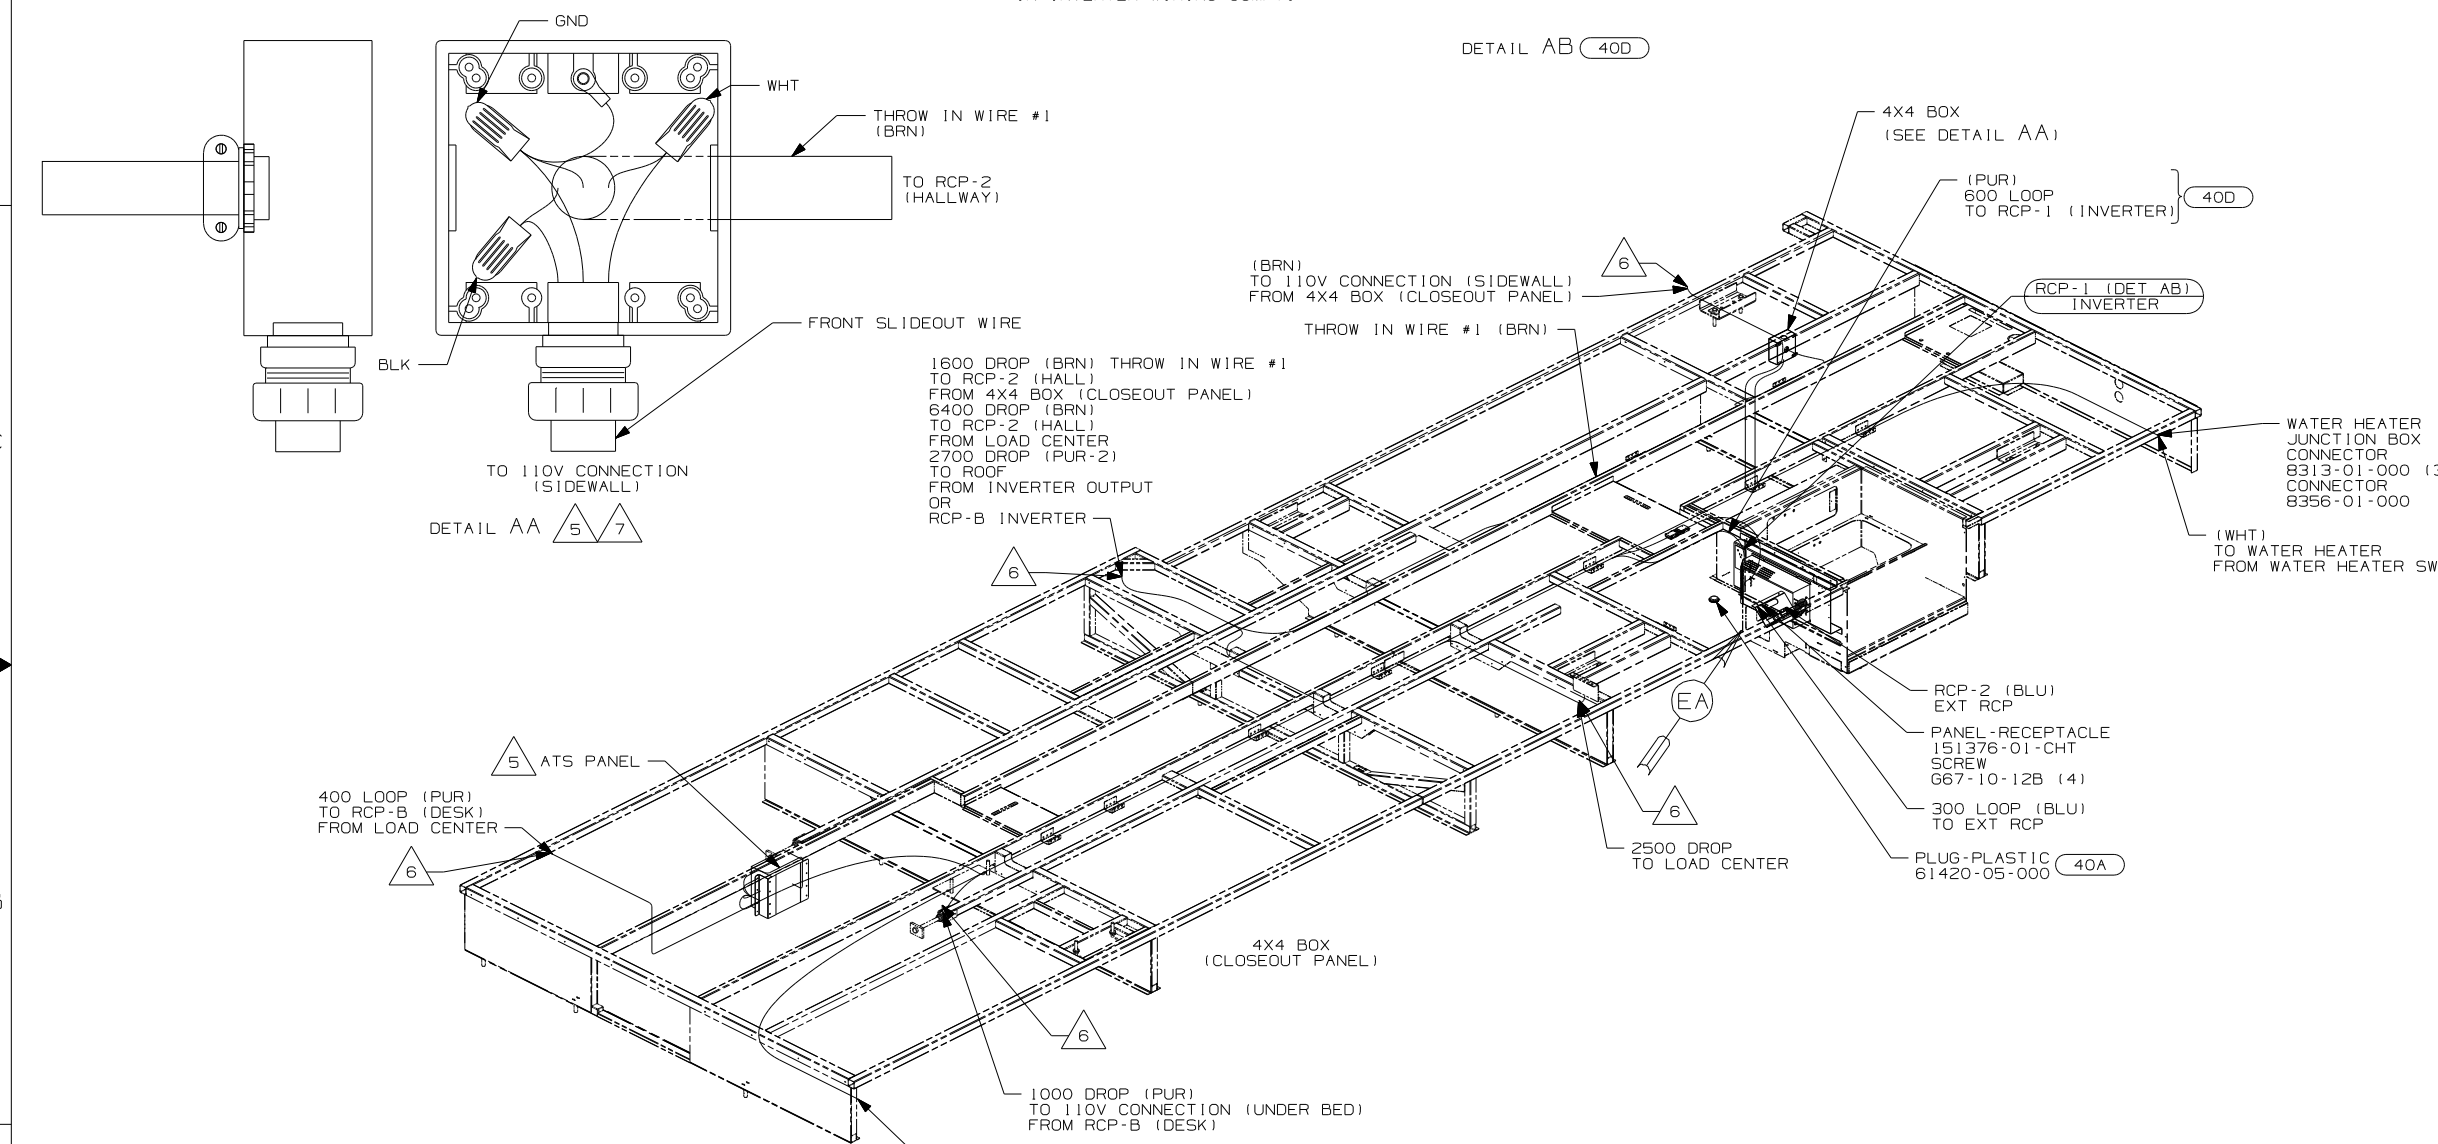 DETAIL AB 40D
GND
WHT
THROW IN WIRE #1
(BRN)
TO RCP-2
(HALLWAY)
FRONT SLIDEOUT WIRE
BLK
TO 110V CONNECTION
(SIDEWALL)
DETAIL AA 5 7
4X4 BOX
(SEE DETAIL AA)
(PUR)
600 LOOP
TO RCP-1 (INVERTER)
40D
6
(BRN)
TO 110V CONNECTION (SIDEWALL)
FROM 4X4 BOX (CLOSEOUT PANEL)
RCP-1 (DET AB)
INVERTER
THROW IN WIRE #1 (BRN)
1600 DROP (BRN) THROW IN WIRE #1
TO RCP-2 (HALL)
FROM 4X4 BOX (CLOSEOUT PANEL)
6400 DROP (BRN)
TO RCP-2 (HALL)
FROM LOAD CENTER
2700 DROP (PUR-2)
TO ROOF
FROM INVERTER OUTPUT
OR
RCP-B INVERTER
6
WATER HEATER
JUNCTION BOX
CONNECTOR
8313-01-000
CONNECTOR
8356-01-000
(WHT)
TO WATER HEATER
FROM WATER HEATER SW
EA
RCP-2 (BLU)
EXT RCP
PANEL-RECEPTACLE
151376-01-CHT
SCREW
G67-10-12B (4)
300 LOOP (BLU)
TO EXT RCP
PLUG-PLASTIC
61420-05-000 40A
6
2500 DROP
TO LOAD CENTER
5 ATS PANEL
400 LOOP (PUR)
TO RCP-B (DESK)
FROM LOAD CENTER
6
4X4 BOX
(CLOSEOUT PANEL)
6
1000 DROP (PUR)
TO 110V CONNECTION (UNDER BED)
FROM RCP-B (DESK)